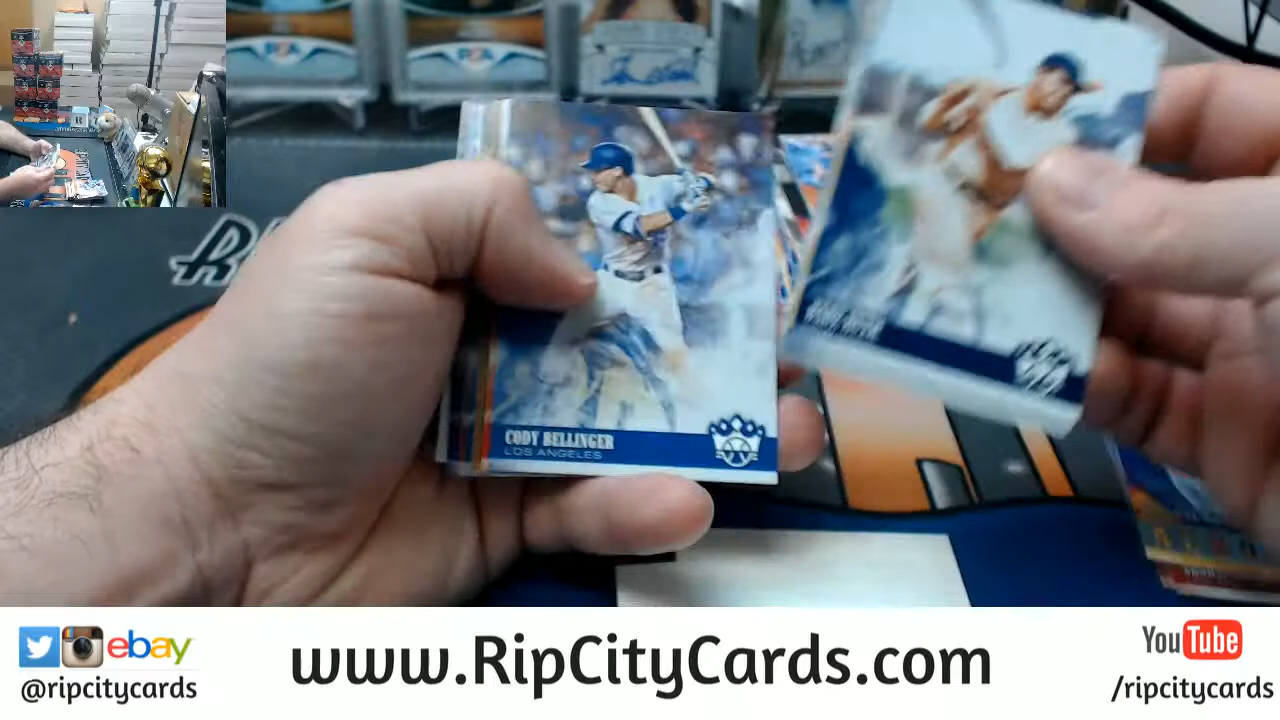 CODY BELLINGER
LOS ANGELES
ebay
@ripcitycards
www.RipCityCards.com
YouTube
/ripcitycards